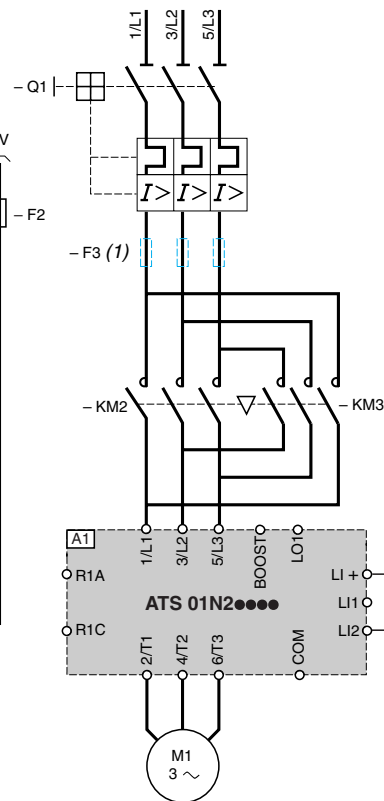 1/L1 3/L2 5/L3
– Q1
V
I> I> I>
– F2
– F3 (1)
– KM2
– KM3
A1
1/L1 3/L2 5/L3 BOOST LO1
R1A
LI +
ATS 01N2●●●●
LI1
R1C
LI2
2/T1 4/T2 6/T3 COM
M1
3 ~